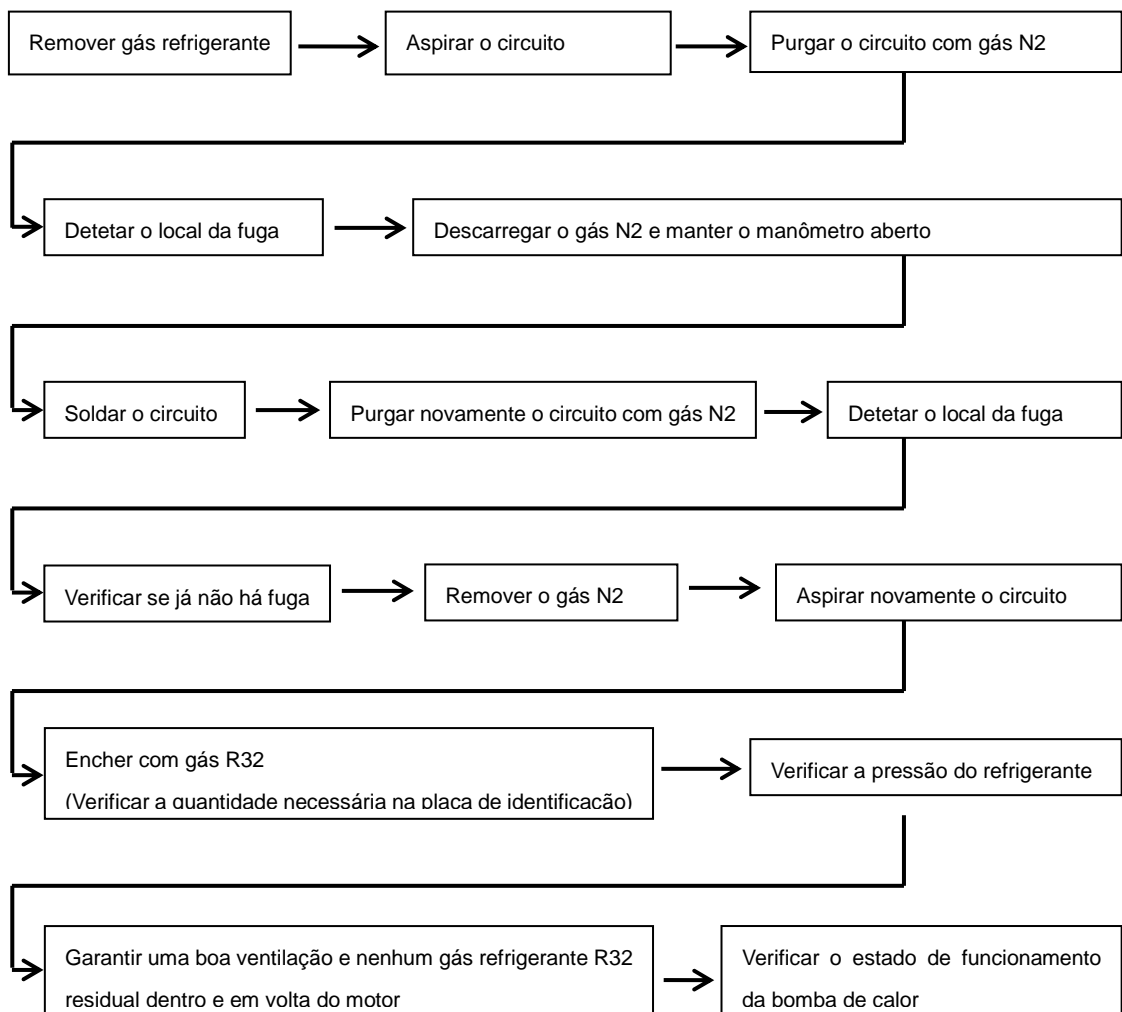 Remover gás refrigerante
Aspirar o circuito
Purgar o circuito com gás N2
Detetar o local da fuga
Descarregar o gás N2 e manter o manômetro aberto
Soldar o circuito
Purgar novamente o circuito com gás N2
Detetar o local da fuga
Verificar se já não há fuga
Remover o gás N2
Aspirar novamente o circuito
Encher com gás R32
(Verificar a quantidade necessária na placa de identificação)
Verificar a pressão do refrigerante
Garantir uma boa ventilação e nenhum gás refrigerante R32
residual dentro e em volta do motor
Verificar o estado de funcionamento
da bomba de calor